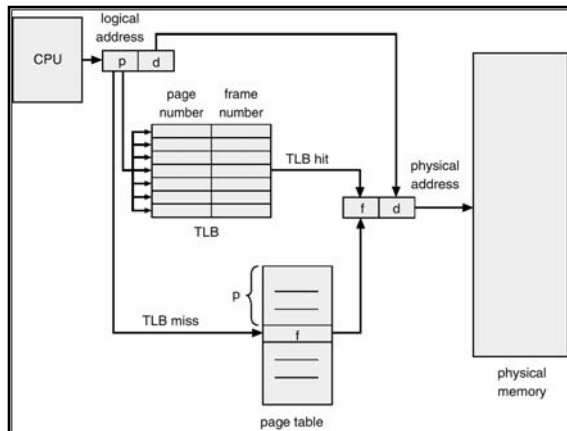 logical
address
CPU
p d
page
number
frame
number
TLB hit
physical
address
f d
TLB
p
TLB miss
f
page table
physical
memory